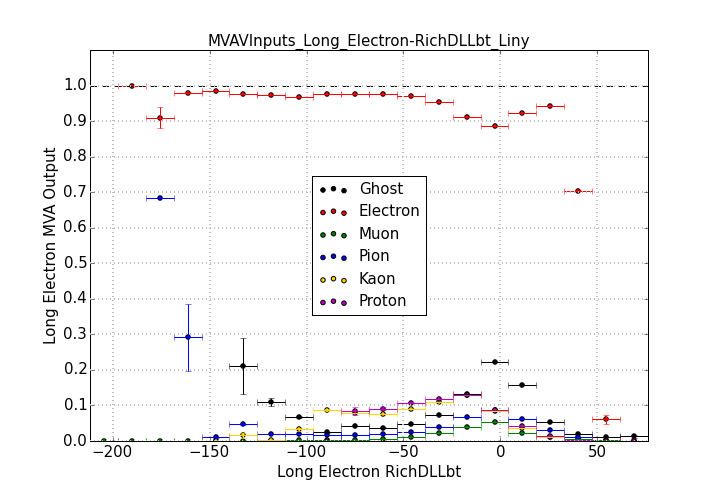 MVAVInputs_Long_Electron-RichDLLbt_Liny
Long Electron MVA Output
1.0
0.9
0.8
0.7
0.6
0.5
0.4
0.3
0.2
0.1
0.0
Ghost
Electron
Muon
Pion
Kaon
Proton
−200 −150 −100 −50 0 50
Long Electron RichDLLbt